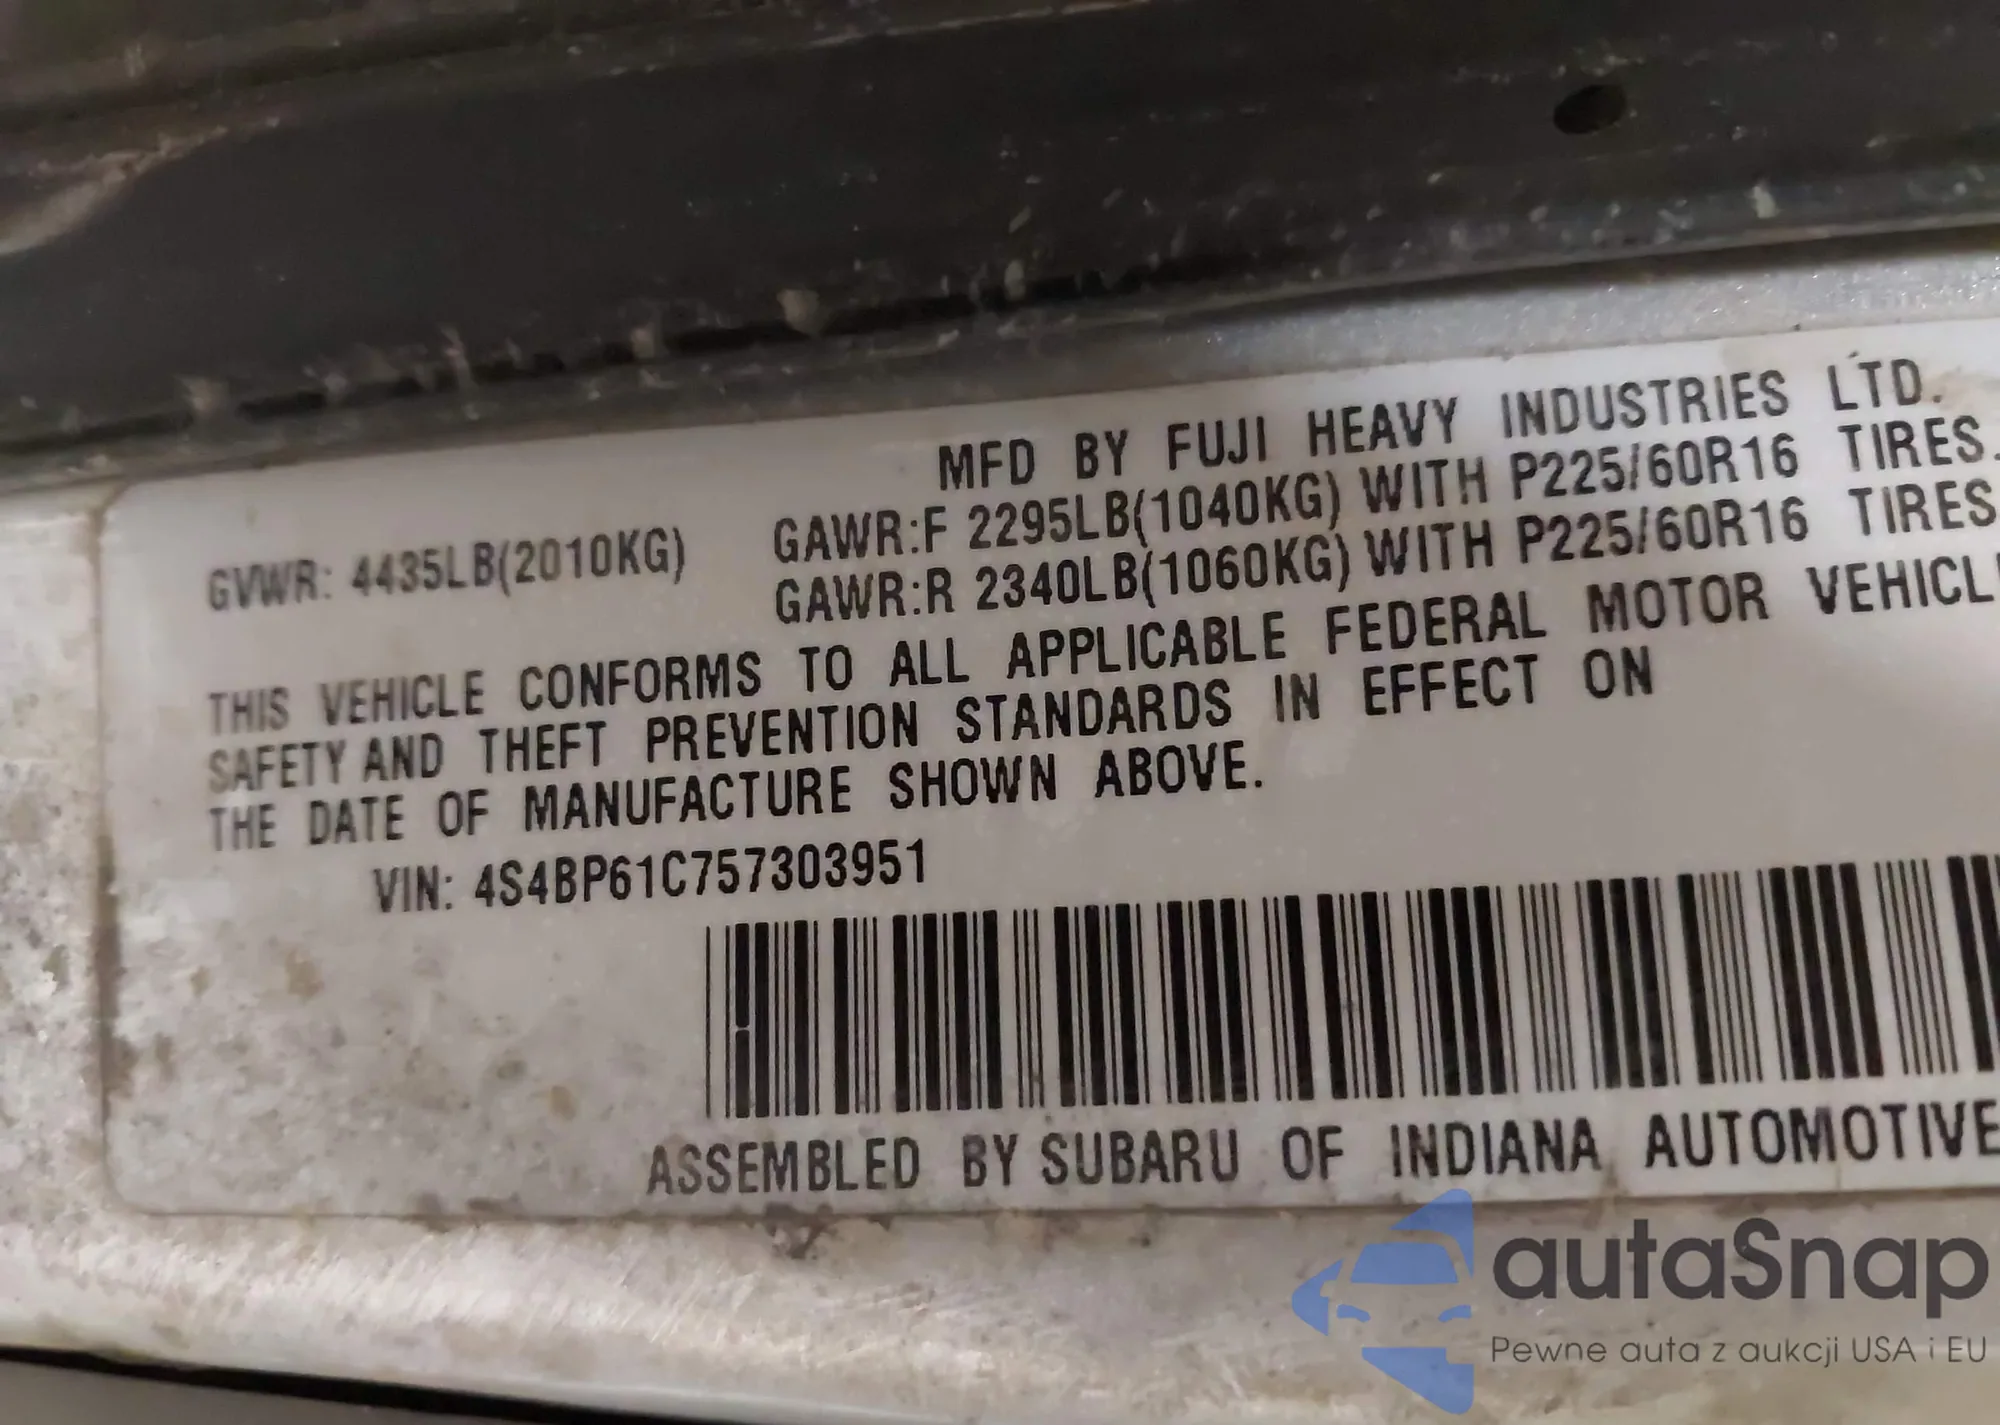 MFD BY FUJI HEAVY INDUSTRIES LTD.
GVWR: 4435LB(2010KG) GAWR:F 2295LB(1040KG) WITH P225/60R16 TIRES.
GAWR:R 2340LB(1060KG) WITH P225/60R16 TIRES
THIS VEHICLE CONFORMS TO ALL APPLICABLE FEDERAL MOTOR VEHICL
SAFETY AND THEFT PREVENTION STANDARDS IN EFFECT ON
THE DATE OF MANUFACTURE SHOWN ABOVE.
VIN: 4S4BP61C757303951
ASSEMBLED BY SUBARU OF INDIANA AUTOMOTIVE
autaSnap
Pewne auta z aukcji USA i EU